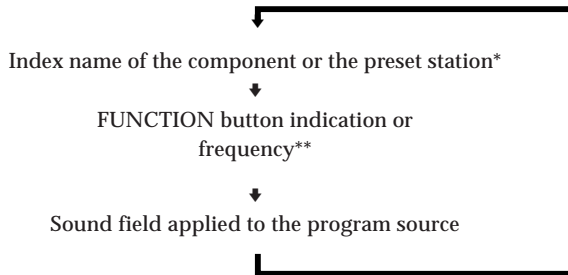 Index name of the component or the preset station*
FUNCTION button indication or
frequency**
Sound field applied to the program source